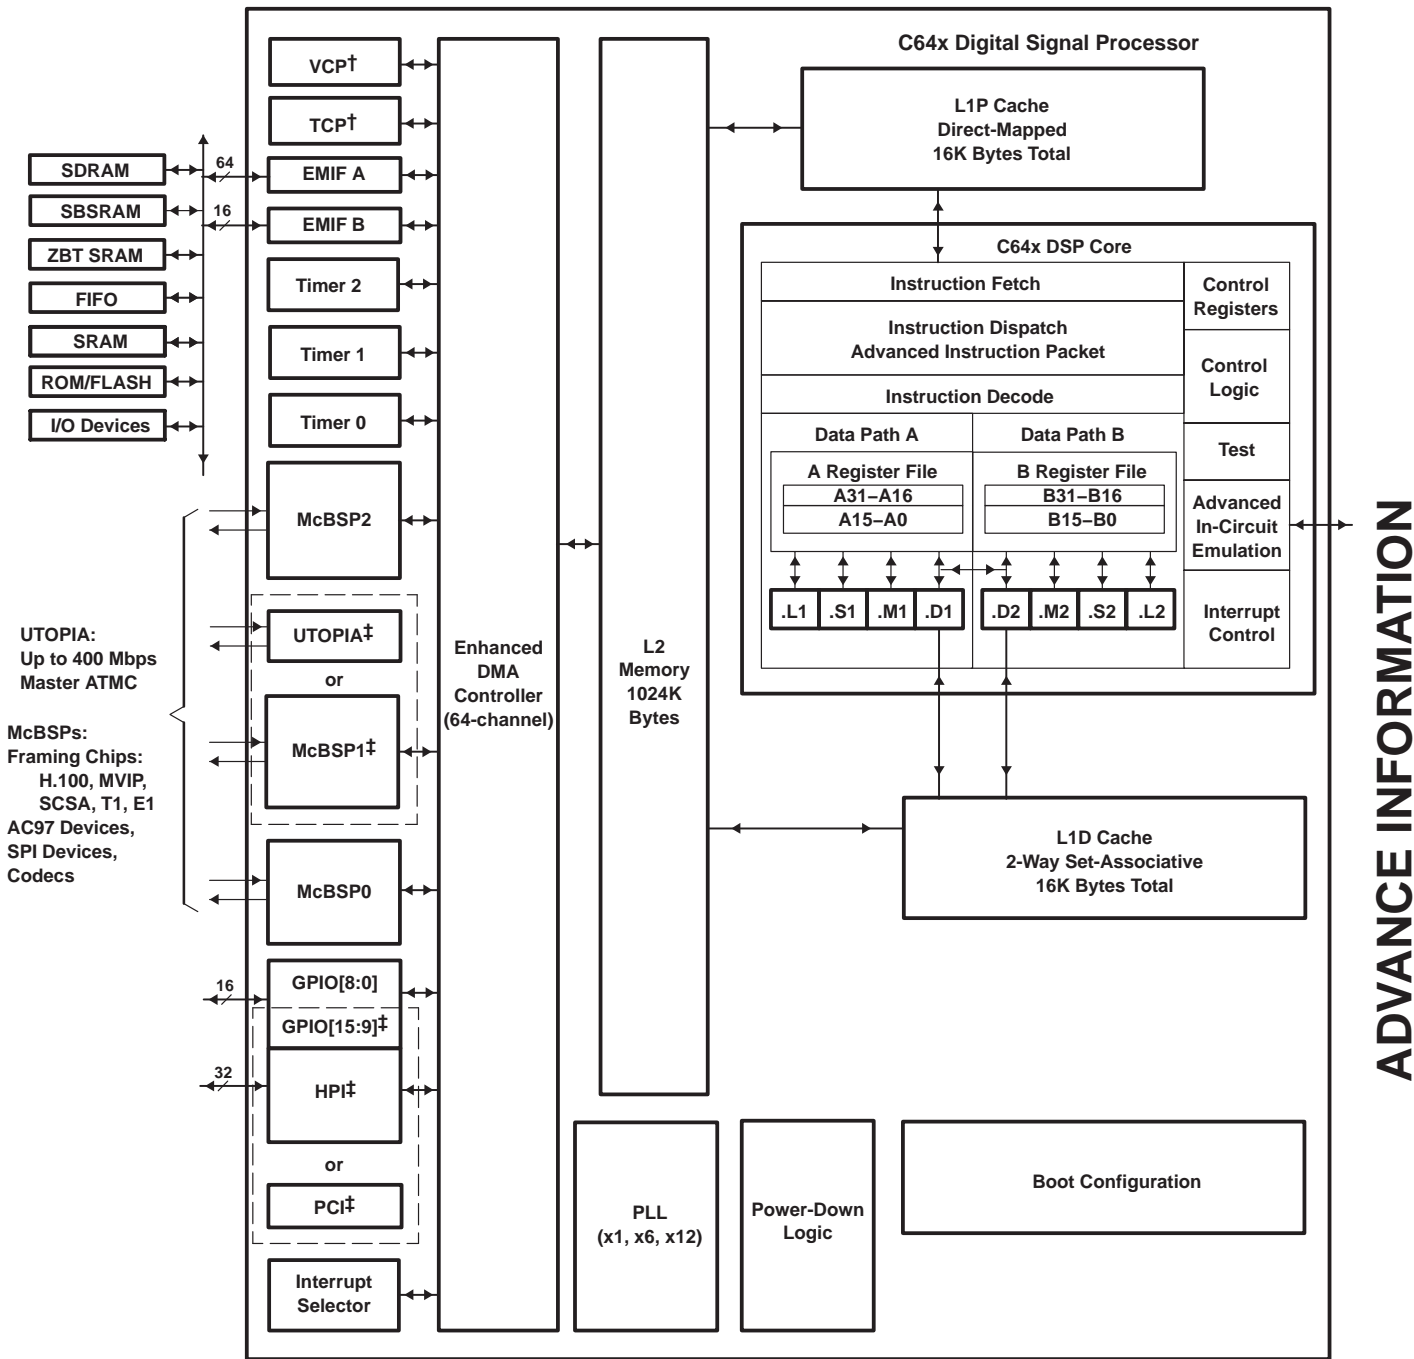 C64x Digital Signal Processor
VCP†
TCP†
EMIF A
EMIF B
Timer 2
Timer 1
Timer 0
McBSP2
UTOPIA‡
or
McBSP1‡
McBSP0
GPIO[8:0]
GPIO[15:9]‡
HPI‡
or
PCI‡
Interrupt
Selector
64
16
16
32
SDRAM
SBSRAM
ZBT SRAM
FIFO
SRAM
ROM/FLASH
I/O Devices
UTOPIA:
Up to 400 Mbps
Master ATMC
McBSPs:
Framing Chips:
H.100, MVIP,
SCSA, T1, E1
AC97 Devices,
SPI Devices,
Codecs
Enhanced
DMA
Controller
(64-channel)
L2
Memory
1024K
Bytes
L1P Cache
Direct-Mapped
16K Bytes Total
C64x DSP Core
Instruction Fetch
Instruction Dispatch
Advanced Instruction Packet
Instruction Decode
Data Path A
Data Path B
A Register File
A31–A16
A15–A0
B Register File
B31–B16
B15–B0
.L1 .S1 .M1 .D1
.D2 .M2 .S2 .L2
Control
Registers
Control
Logic
Test
Advanced
In-Circuit
Emulation
Interrupt
Control
L1D Cache
2-Way Set-Associative
16K Bytes Total
PLL
(x1, x6, x12)
Power-Down
Logic
Boot Configuration
ADVANCE INFORMATION